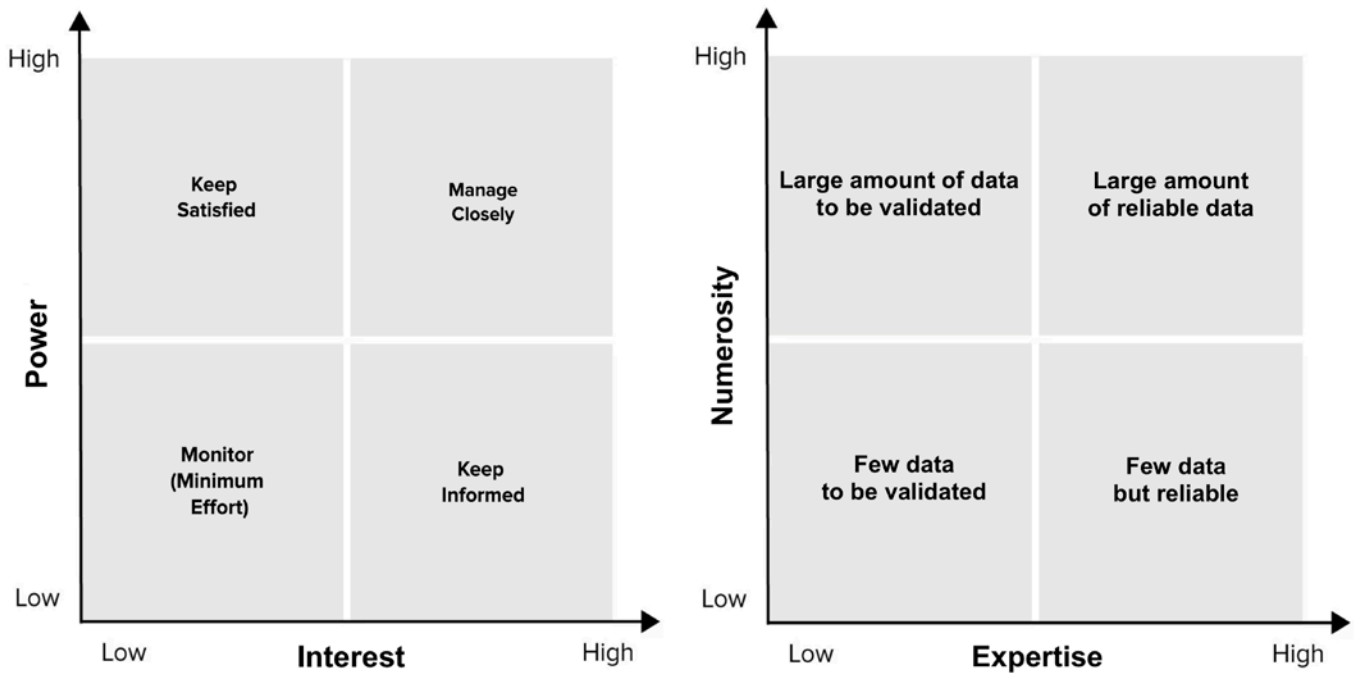 High
Keep
Satisfied
Manage
Closely
Power
Monitor
(Minimum
Effort)
Keep
Informed
Low
Low
Interest
High
High
Large amount of data
to be validated
Large amount
of reliable data
Numerosity
Few data
to be validated
Few data
but reliable
Low
Low
Expertise
High